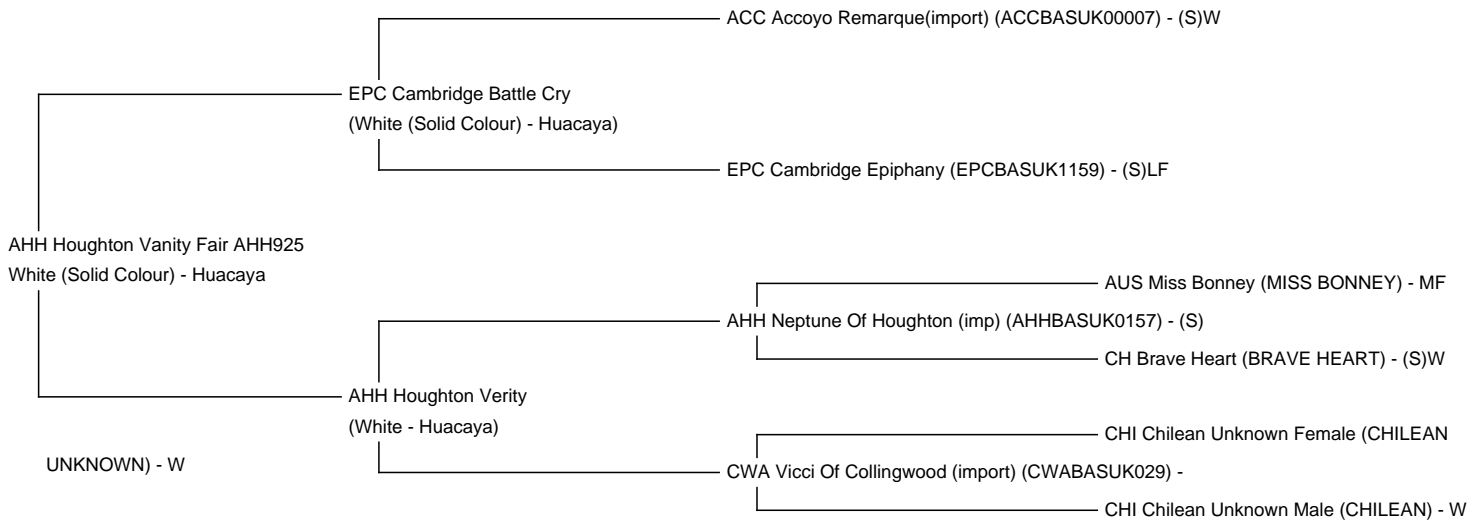 ACC Accoyo Remarque(import) (ACCBASUK00007) - (S)W
EPC Cambridge Battle Cry
(White (Solid Colour) - Huacaya)
EPC Cambridge Epiphany (EPCBASUK1159) - (S)LF
AHH Houghton Vanity Fair AHH925
White (Solid Colour) - Huacaya
AUS Miss Bonney (MISS BONNEY) - MF
AHH Neptune Of Houghton (imp) (AHHBASUK0157) - (S)
CH Brave Heart (BRAVE HEART) - (S)W
AHH Houghton Verity
(White - Huacaya)
CHI Chilean Unknown Female (CHILEAN
UNKNOWN) - W
CWA Vicci Of Collingwood (import) (CWABASUK029) -
CHI Chilean Unknown Male (CHILEAN) - W